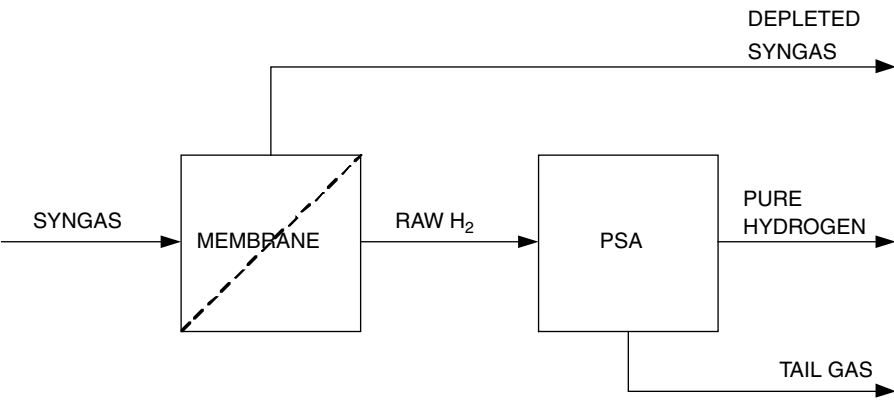 DEPLETED
SYNGAS
SYNGAS
MEMBRANE
RAW H₂
PSA
PURE
HYDROGEN
TAIL GAS